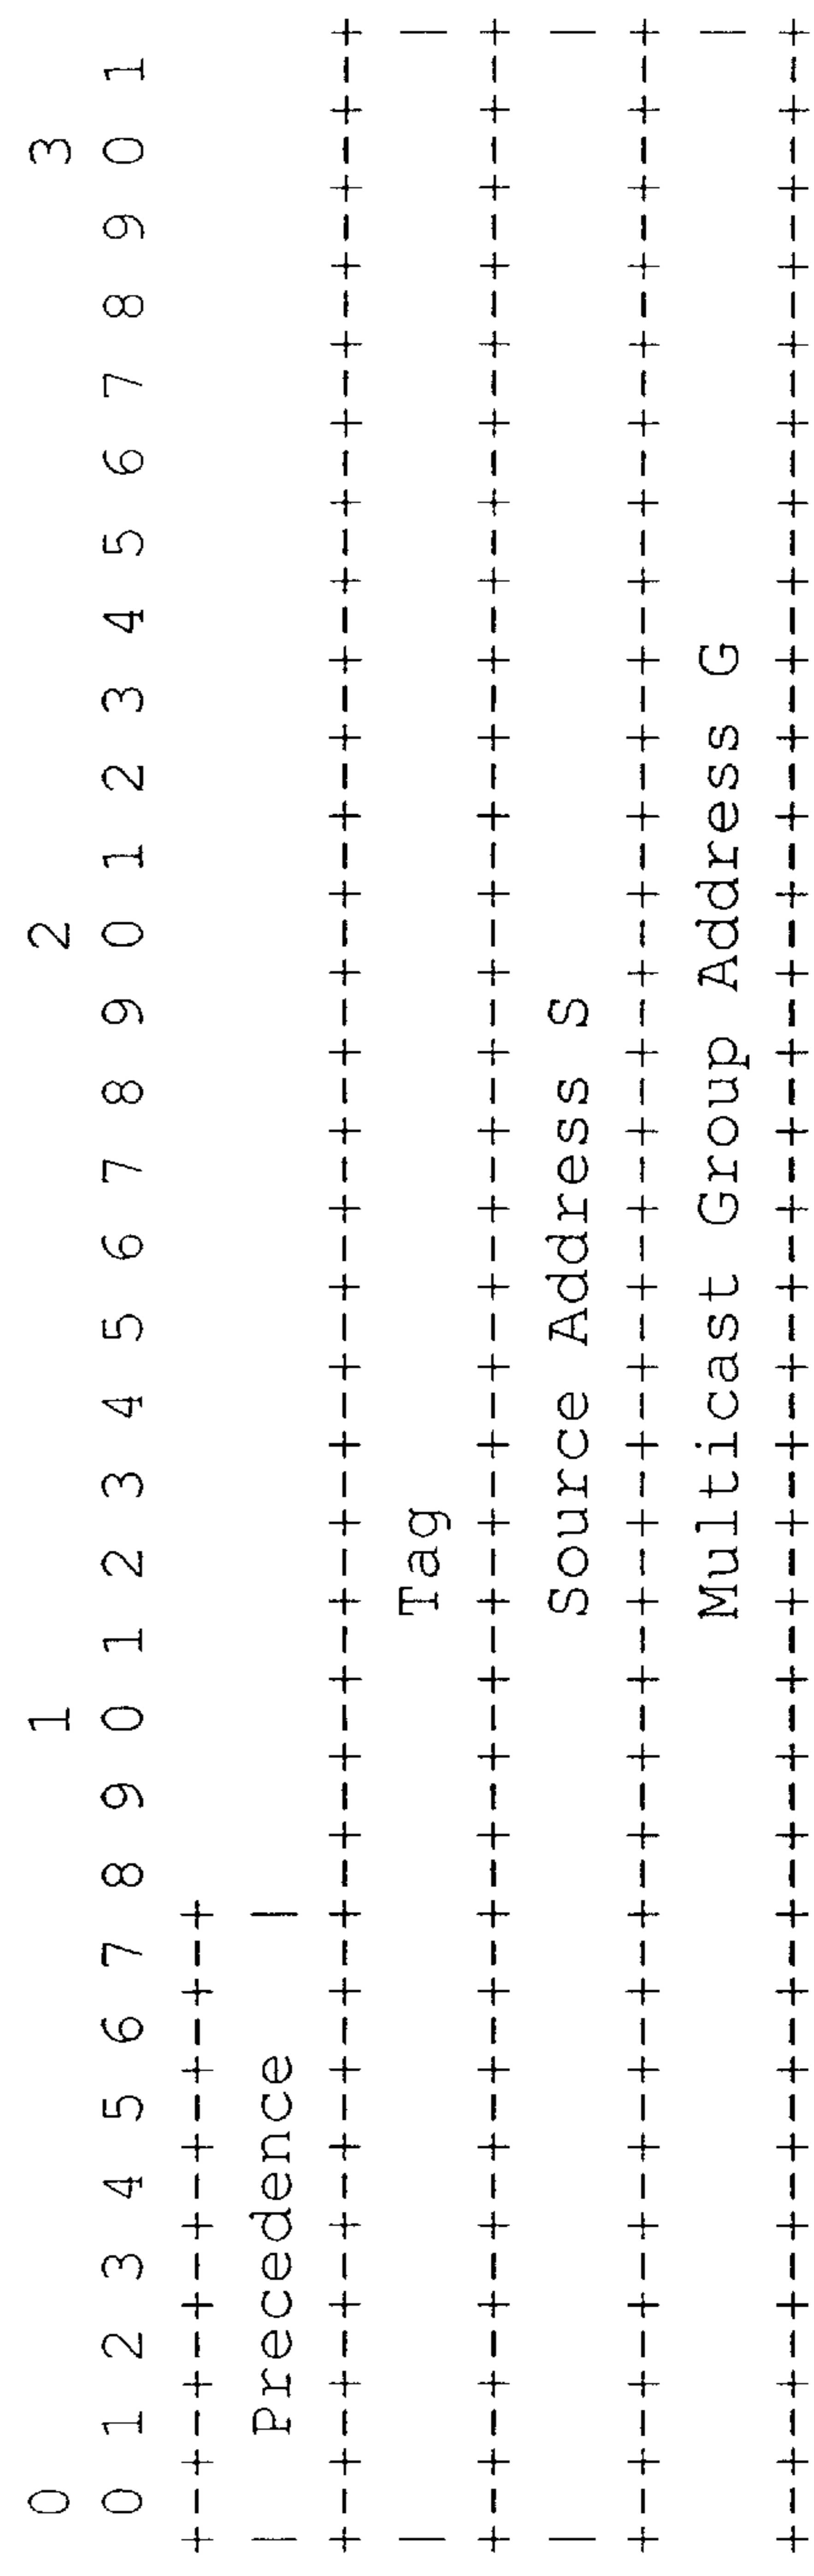 0                   1                   2                   3
 0 1 2 3 4 5 6 7 8 9 0 1 2 3 4 5 6 7 8 9 0 1 2 3 4 5 6 7 8 9 0 1
+-+-+-+-+-+-+-+-+
|  Precedence   |
+-+-+-+-+-+-+-+-+-+-+-+-+-+-+-+-+-+-+-+-+-+-+-+-+-+-+-+-+-+-+-+-+
|                       Tag                                     |
+-+-+-+-+-+-+-+-+-+-+-+-+-+-+-+-+-+-+-+-+-+-+-+-+-+-+-+-+-+-+-+-+
|                       Source Address S                        |
+-+-+-+-+-+-+-+-+-+-+-+-+-+-+-+-+-+-+-+-+-+-+-+-+-+-+-+-+-+-+-+-+
                        Multicast Group Address G               |
+-+-+-+-+-+-+-+-+-+-+-+-+-+-+-+-+-+-+-+-+-+-+-+-+-+-+-+-+-+-+-+-+